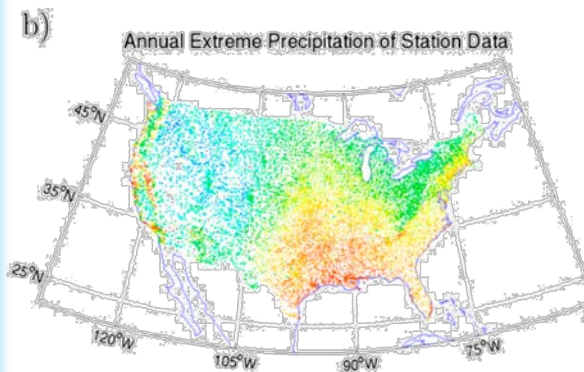 b)
Annual Extreme Precipitation of Station Data
45°N
35°N
25°N
120°W
105°W
90°W
75°W